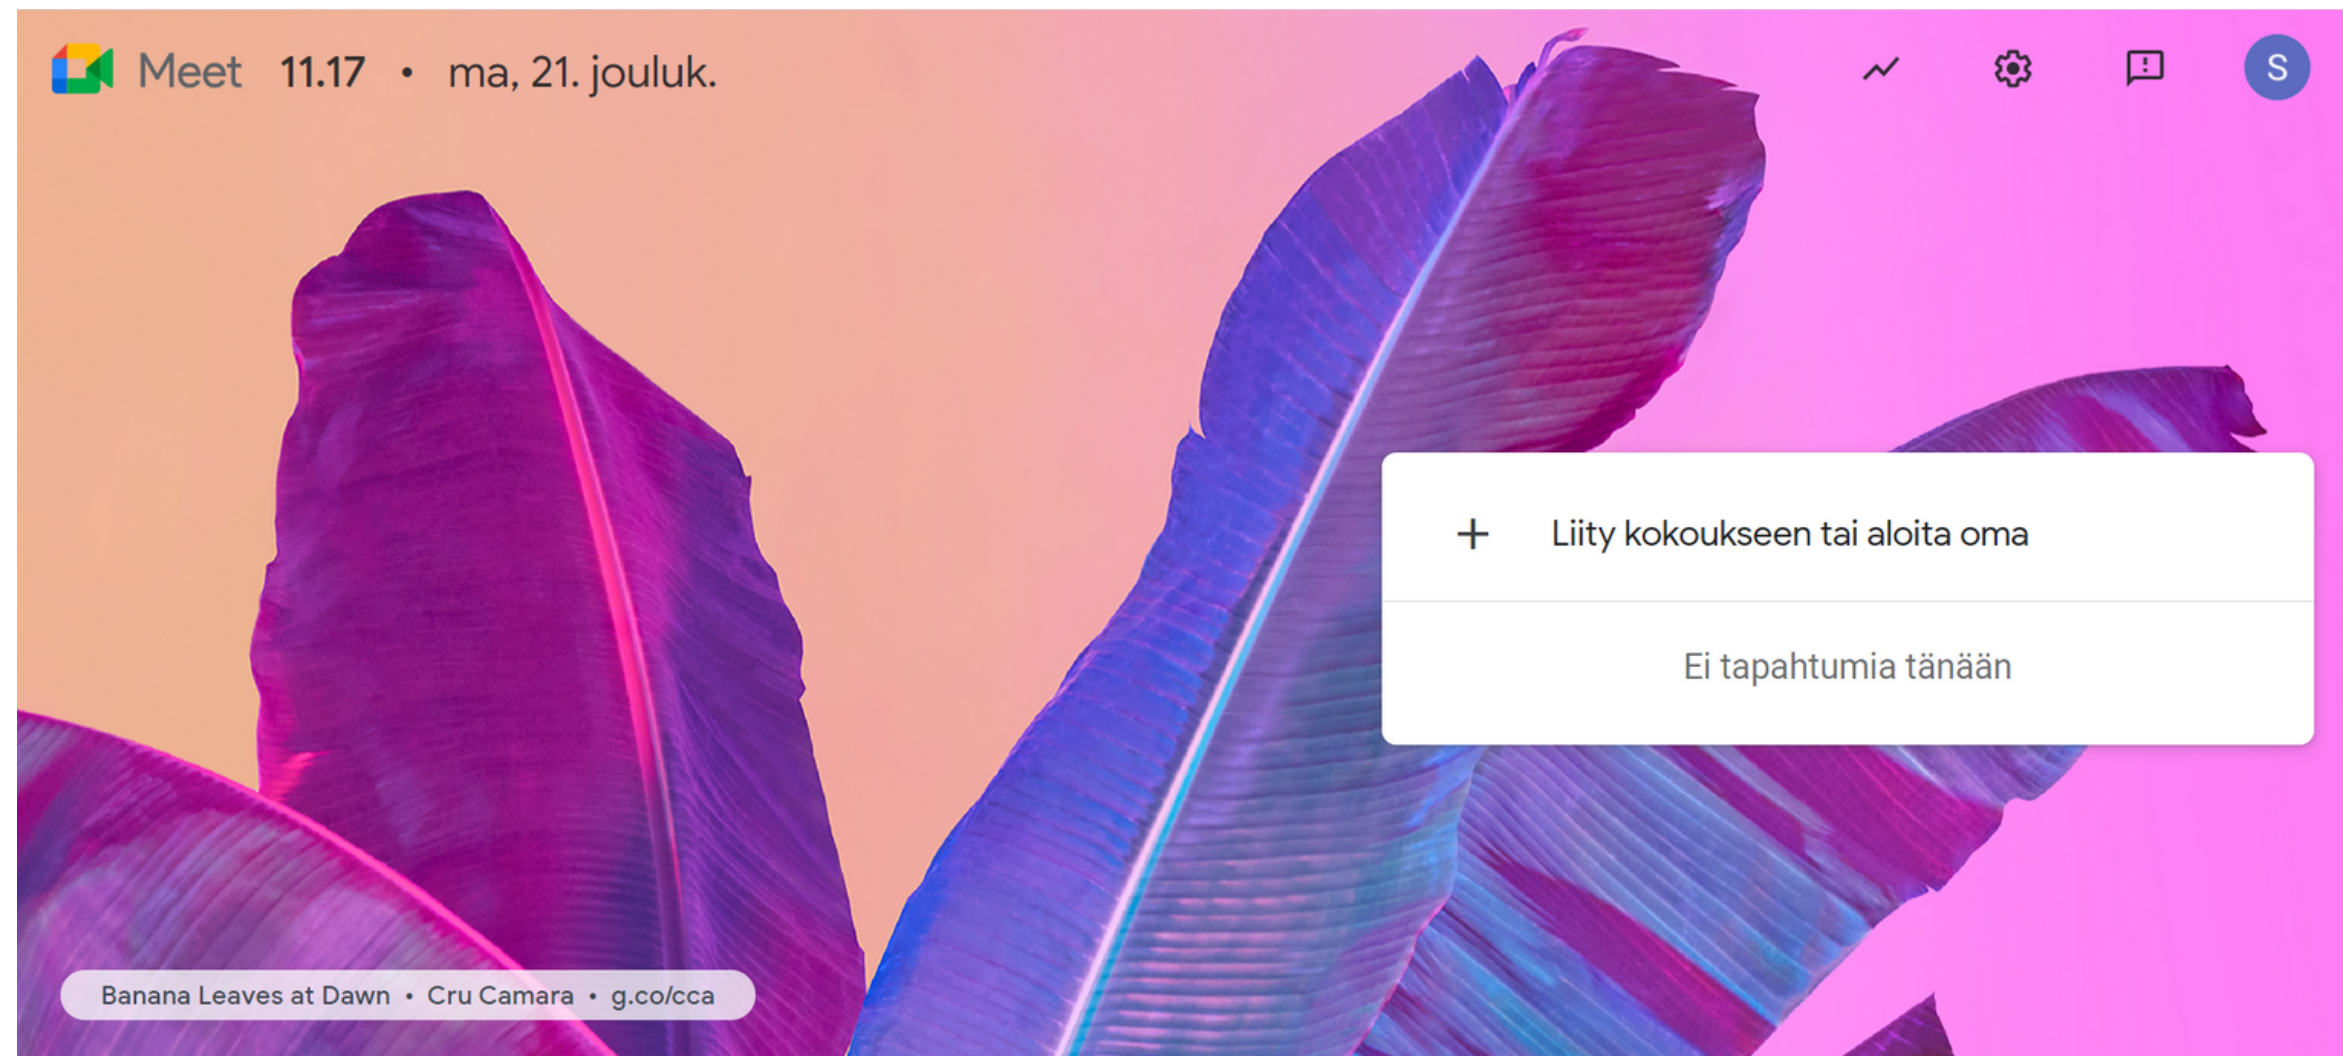 Meet 11.17 • ma, 21. jouluk.
S
Liity kokoukseen tai aloita oma
Ei tapahtumia tänään
Banana Leaves at Dawn • Cru Camara • g.co/cca